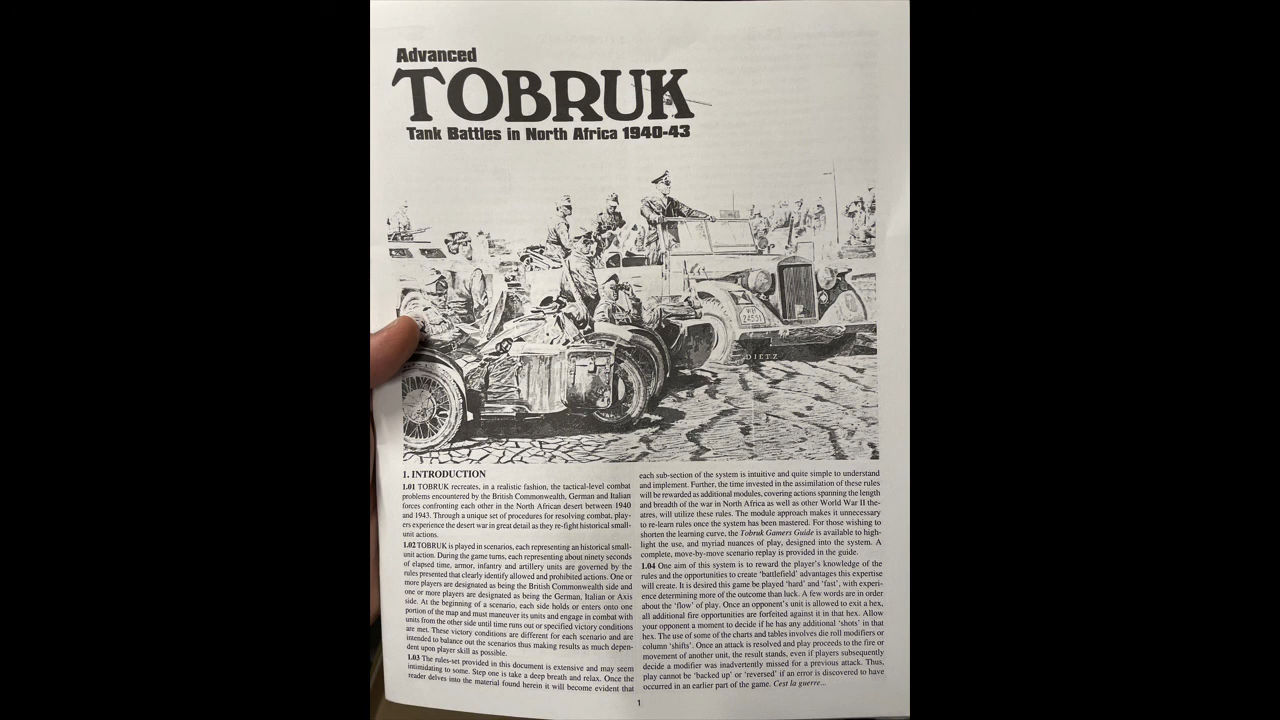 Advanced
TOBRUK
Tank Battles in North Africa 1940-43
DIETZ
1. INTRODUCTION
1.01 TOBRUK recreates, in a realistic fashion, the tactical-level combat
problems encountered by the British Commonwealth, German and Italian
forces confronting each other in the North African desert between 1940
and 1943. Through a unique set of procedures for resolving combat, play-
ers experience the desert war in great detail as they re-fight historical small-
unit actions.
1.02 TOBRUK is played in scenarios, each representing an historical small-
unit action. During the game turns, each representing about ninety seconds
of elapsed time, armor, infantry and artillery units are governed by the
rules presented that clearly identify allowed and prohibited actions. One or
more players are designated as being the British Commonwealth side and
one or more players are designated as being the German, Italian or Axis
side. At the beginning of a scenario, each side holds or enters onto one
portion of the map and must maneuver its units and engage in combat with
units from the other side until time runs out or specified victory conditions
are met. These victory conditions are different for each scenario and are
intended to balance out the scenarios thus making results as much depen-
dent upon player skill as possible.
1.03 The rules-set provided in this document is extensive and may seem
intimidating to some. Step one is take a deep breath and relax. Once the
reader delves into the material found herein it will become evident that
each sub-section of the system is intuitive and quite simple to understand
and implement. Further, the time invested in the assimilation of these rules
will be rewarded as additional modules, covering actions spanning the length
and breadth of the war in North Africa as well as other World War II the-
atres, will utilize these rules. The module approach makes it unnecessary
to re-learn rules once the system has been mastered. For those wishing to
shorten the learning curve, the Tobruk Gamers Guide is available to high-
light the use, and myriad nuances of play, designed into the system. A
complete, move-by-move scenario replay is provided in the guide.
1.04 One aim of this system is to reward the player's knowledge of the
rules and the opportunities to create 'battlefield' advantages this expertise
will create. It is desired this game be played 'hard' and 'fast', with experi-
ence determining more of the outcome than luck. A few words are in order
about the 'flow' of play. Once an opponent's unit is allowed to exit a hex,
all additional fire opportunities are forfeited against it in that hex. Allow
your opponent a moment to decide if he has any additional 'shots' in that
hex. The use of some of the charts and tables involves die roll modifiers or
column 'shifts'. Once an attack is resolved and play proceeds to the fire or
movement of another unit, the result stands, even if players subsequently
decide a modifier was inadvertently missed for a previous attack. Thus,
play cannot be 'backed up' or 'reversed' if an error is discovered to have
occurred in an earlier part of the game. Cest la guerre...
1